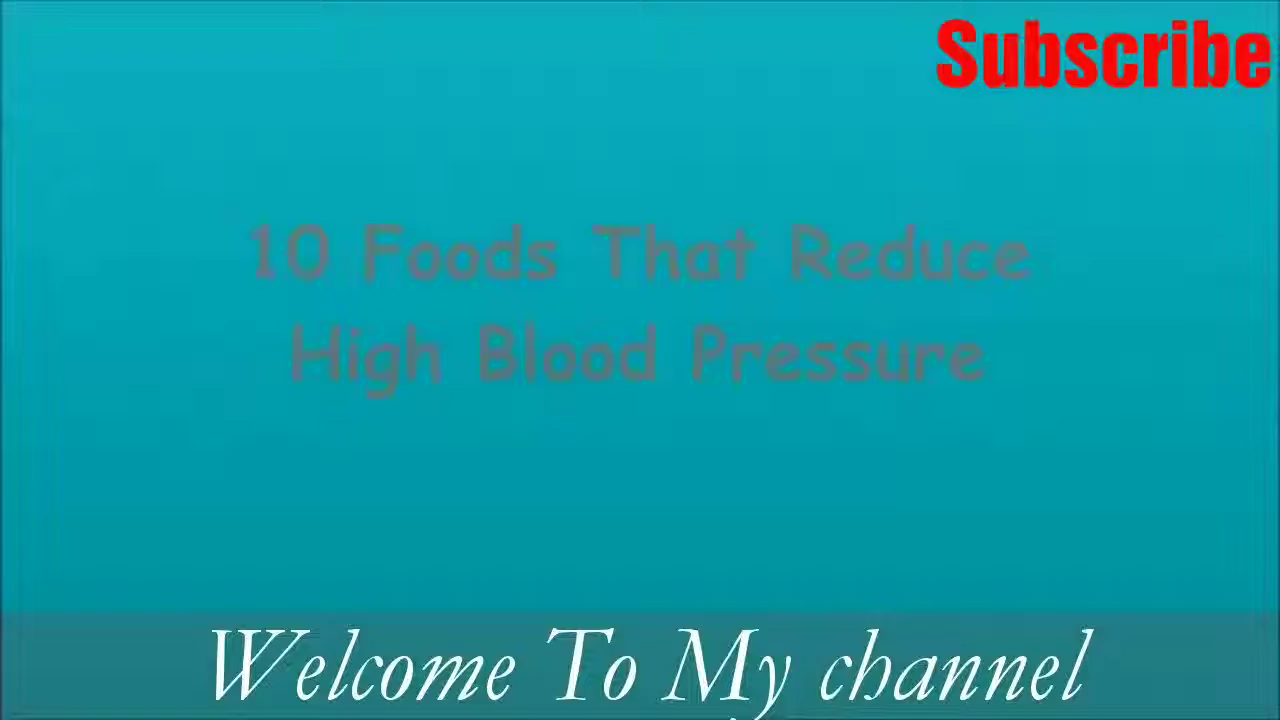 Subscribe
10 Foods That Reduce
High Blood Pressure
Welcome To My channel